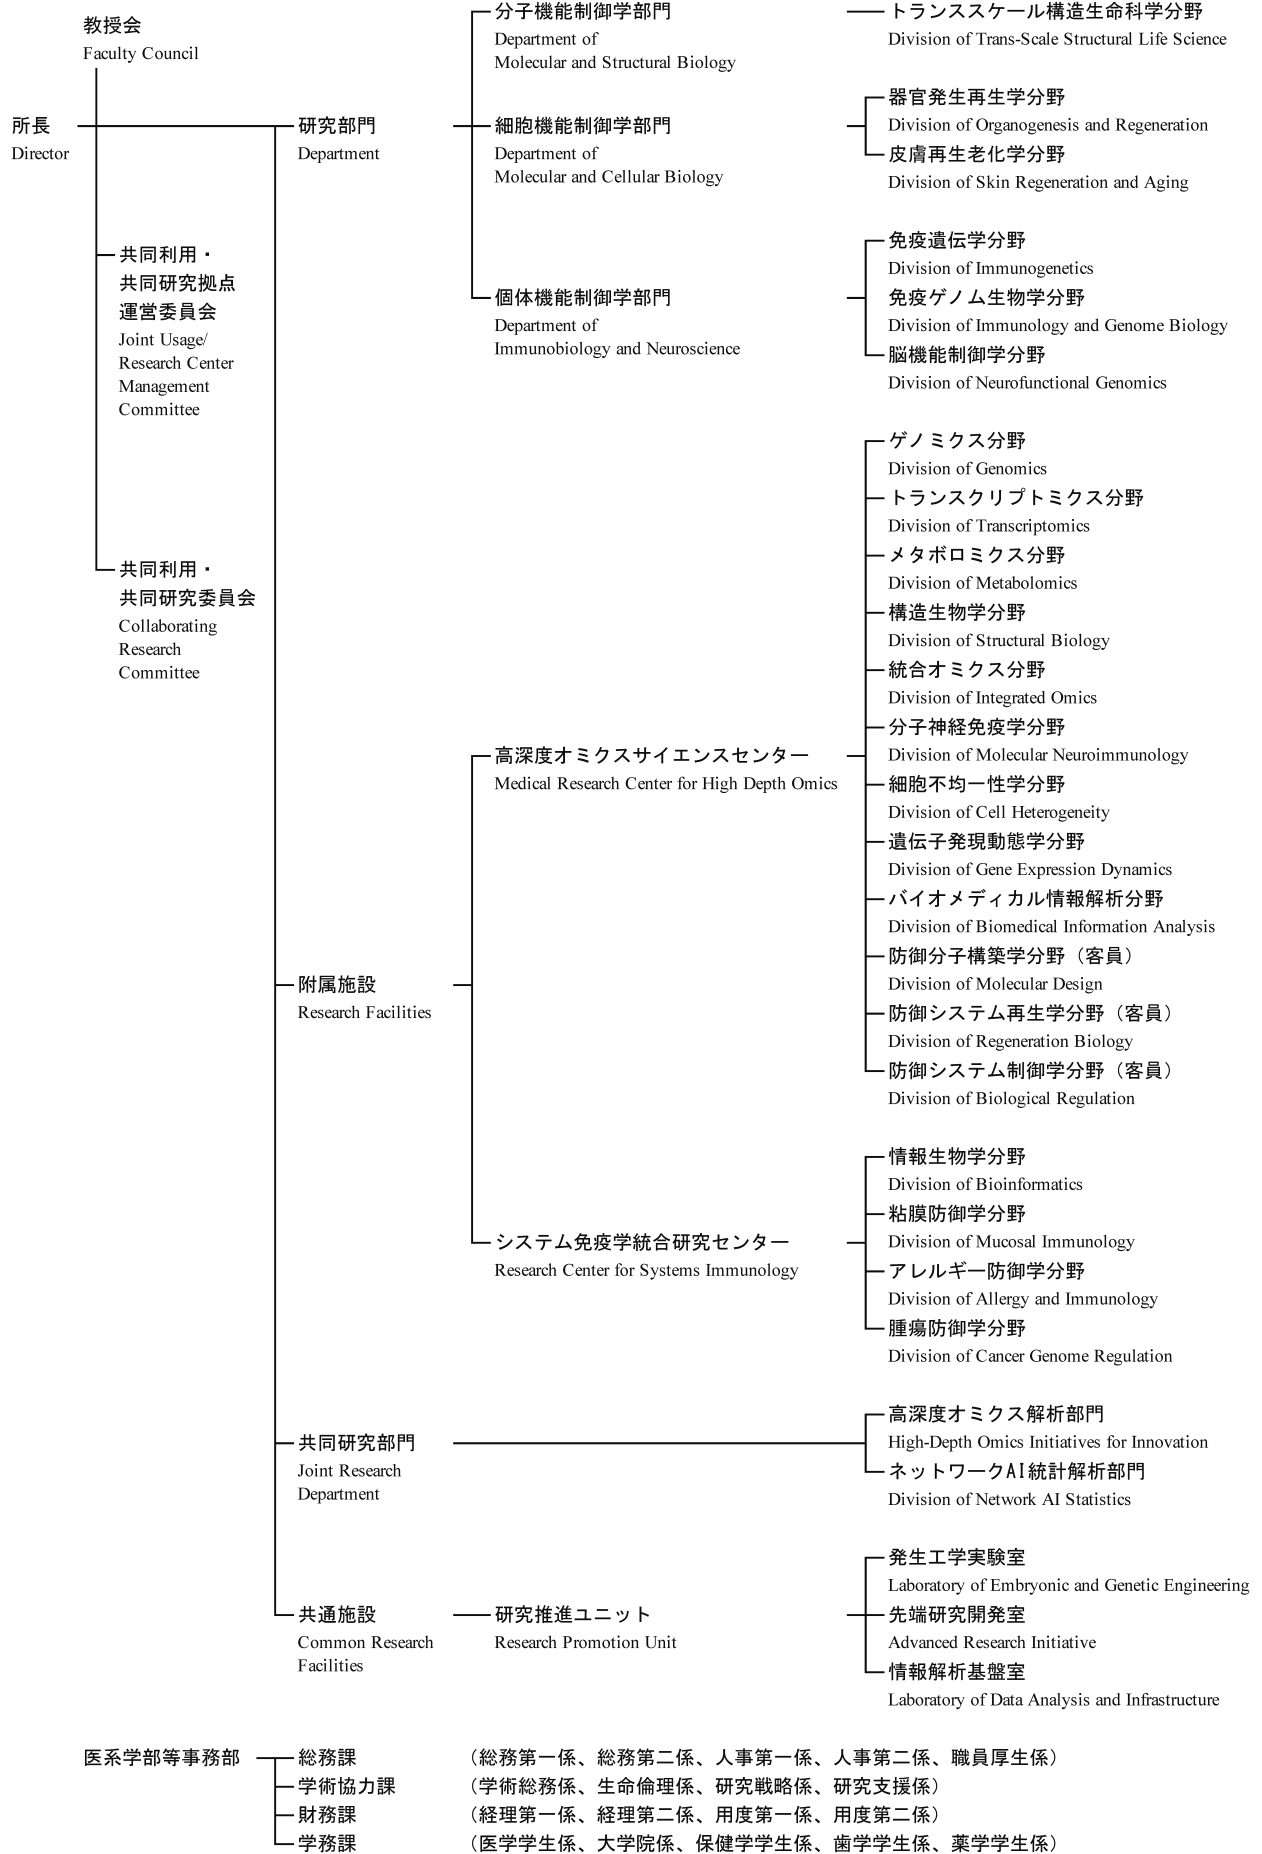 教授会
Faculty Council
所長
Director
共同利用・
共同研究拠点
運営委員会
Joint Usage/
Research Center
Management
Committee
共同利用・
共同研究委員会
Collaborating
Research
Committee
研究部門
Department
分子機能制御学部門
Department of
Molecular and Structural Biology
トランススケール構造生命科学分野
Division of Trans-Scale Structural Life Science
細胞機能制御学部門
Department of
Molecular and Cellular Biology
器官発生再生学分野
Division of Organogenesis and Regeneration
皮膚再生老化学分野
Division of Skin Regeneration and Aging
個体機能制御学部門
Department of
Immunobiology and Neuroscience
免疫遺伝学分野
Division of Immunogenetics
免疫ゲノム生物学分野
Division of Immunology and Genome Biology
脳機能制御学分野
Division of Neurofunctional Genomics
附属施設
Research Facilities
高深度オミクスサイエンスセンター
Medical Research Center for High Depth Omics
ゲノミクス分野
Division of Genomics
トランスクリプトミクス分野
Division of Transcriptomics
メタボロミクス分野
Division of Metabolomics
構造生物学分野
Division of Structural Biology
統合オミクス分野
Division of Integrated Omics
分子神経免疫学分野
Division of Molecular Neuroimmunology
細胞不均一性学分野
Division of Cell Heterogeneity
遺伝子発現動態学分野
Division of Gene Expression Dynamics
バイオメディカル情報解析分野
Division of Biomedical Information Analysis
防御分子構築学分野（客員）
Division of Molecular Design
防御システム再生学分野（客員）
Division of Regeneration Biology
防御システム制御学分野（客員）
Division of Biological Regulation
システム免疫学統合研究センター
Research Center for Systems Immunology
情報生物学分野
Division of Bioinformatics
粘膜防御学分野
Division of Mucosal Immunology
アレルギー防御学分野
Division of Allergy and Immunology
腫瘍防御学分野
Division of Cancer Genome Regulation
共同研究部門
Joint Research
Department
高深度オミクス解析部門
High-Depth Omics Initiatives for Innovation
ネットワークAI統計解析部門
Division of Network AI Statistics
共通施設
Common Research
Facilities
研究推進ユニット
Research Promotion Unit
発生工学実験室
Laboratory of Embryonic and Genetic Engineering
先端研究開発室
Advanced Research Initiative
情報解析基盤室
Laboratory of Data Analysis and Infrastructure
医系学部等事務部
総務課 （総務第一係、総務第二係、人事第一係、人事第二係、職員厚生係）
学術協力課 （学術総務係、生命倫理係、研究戦略係、研究支援係）
財務課 （経理第一係、経理第二係、用度第一係、用度第二係）
学務課 （医学学生係、大学院係、保健学学生係、歯学学生係、薬学学生係）